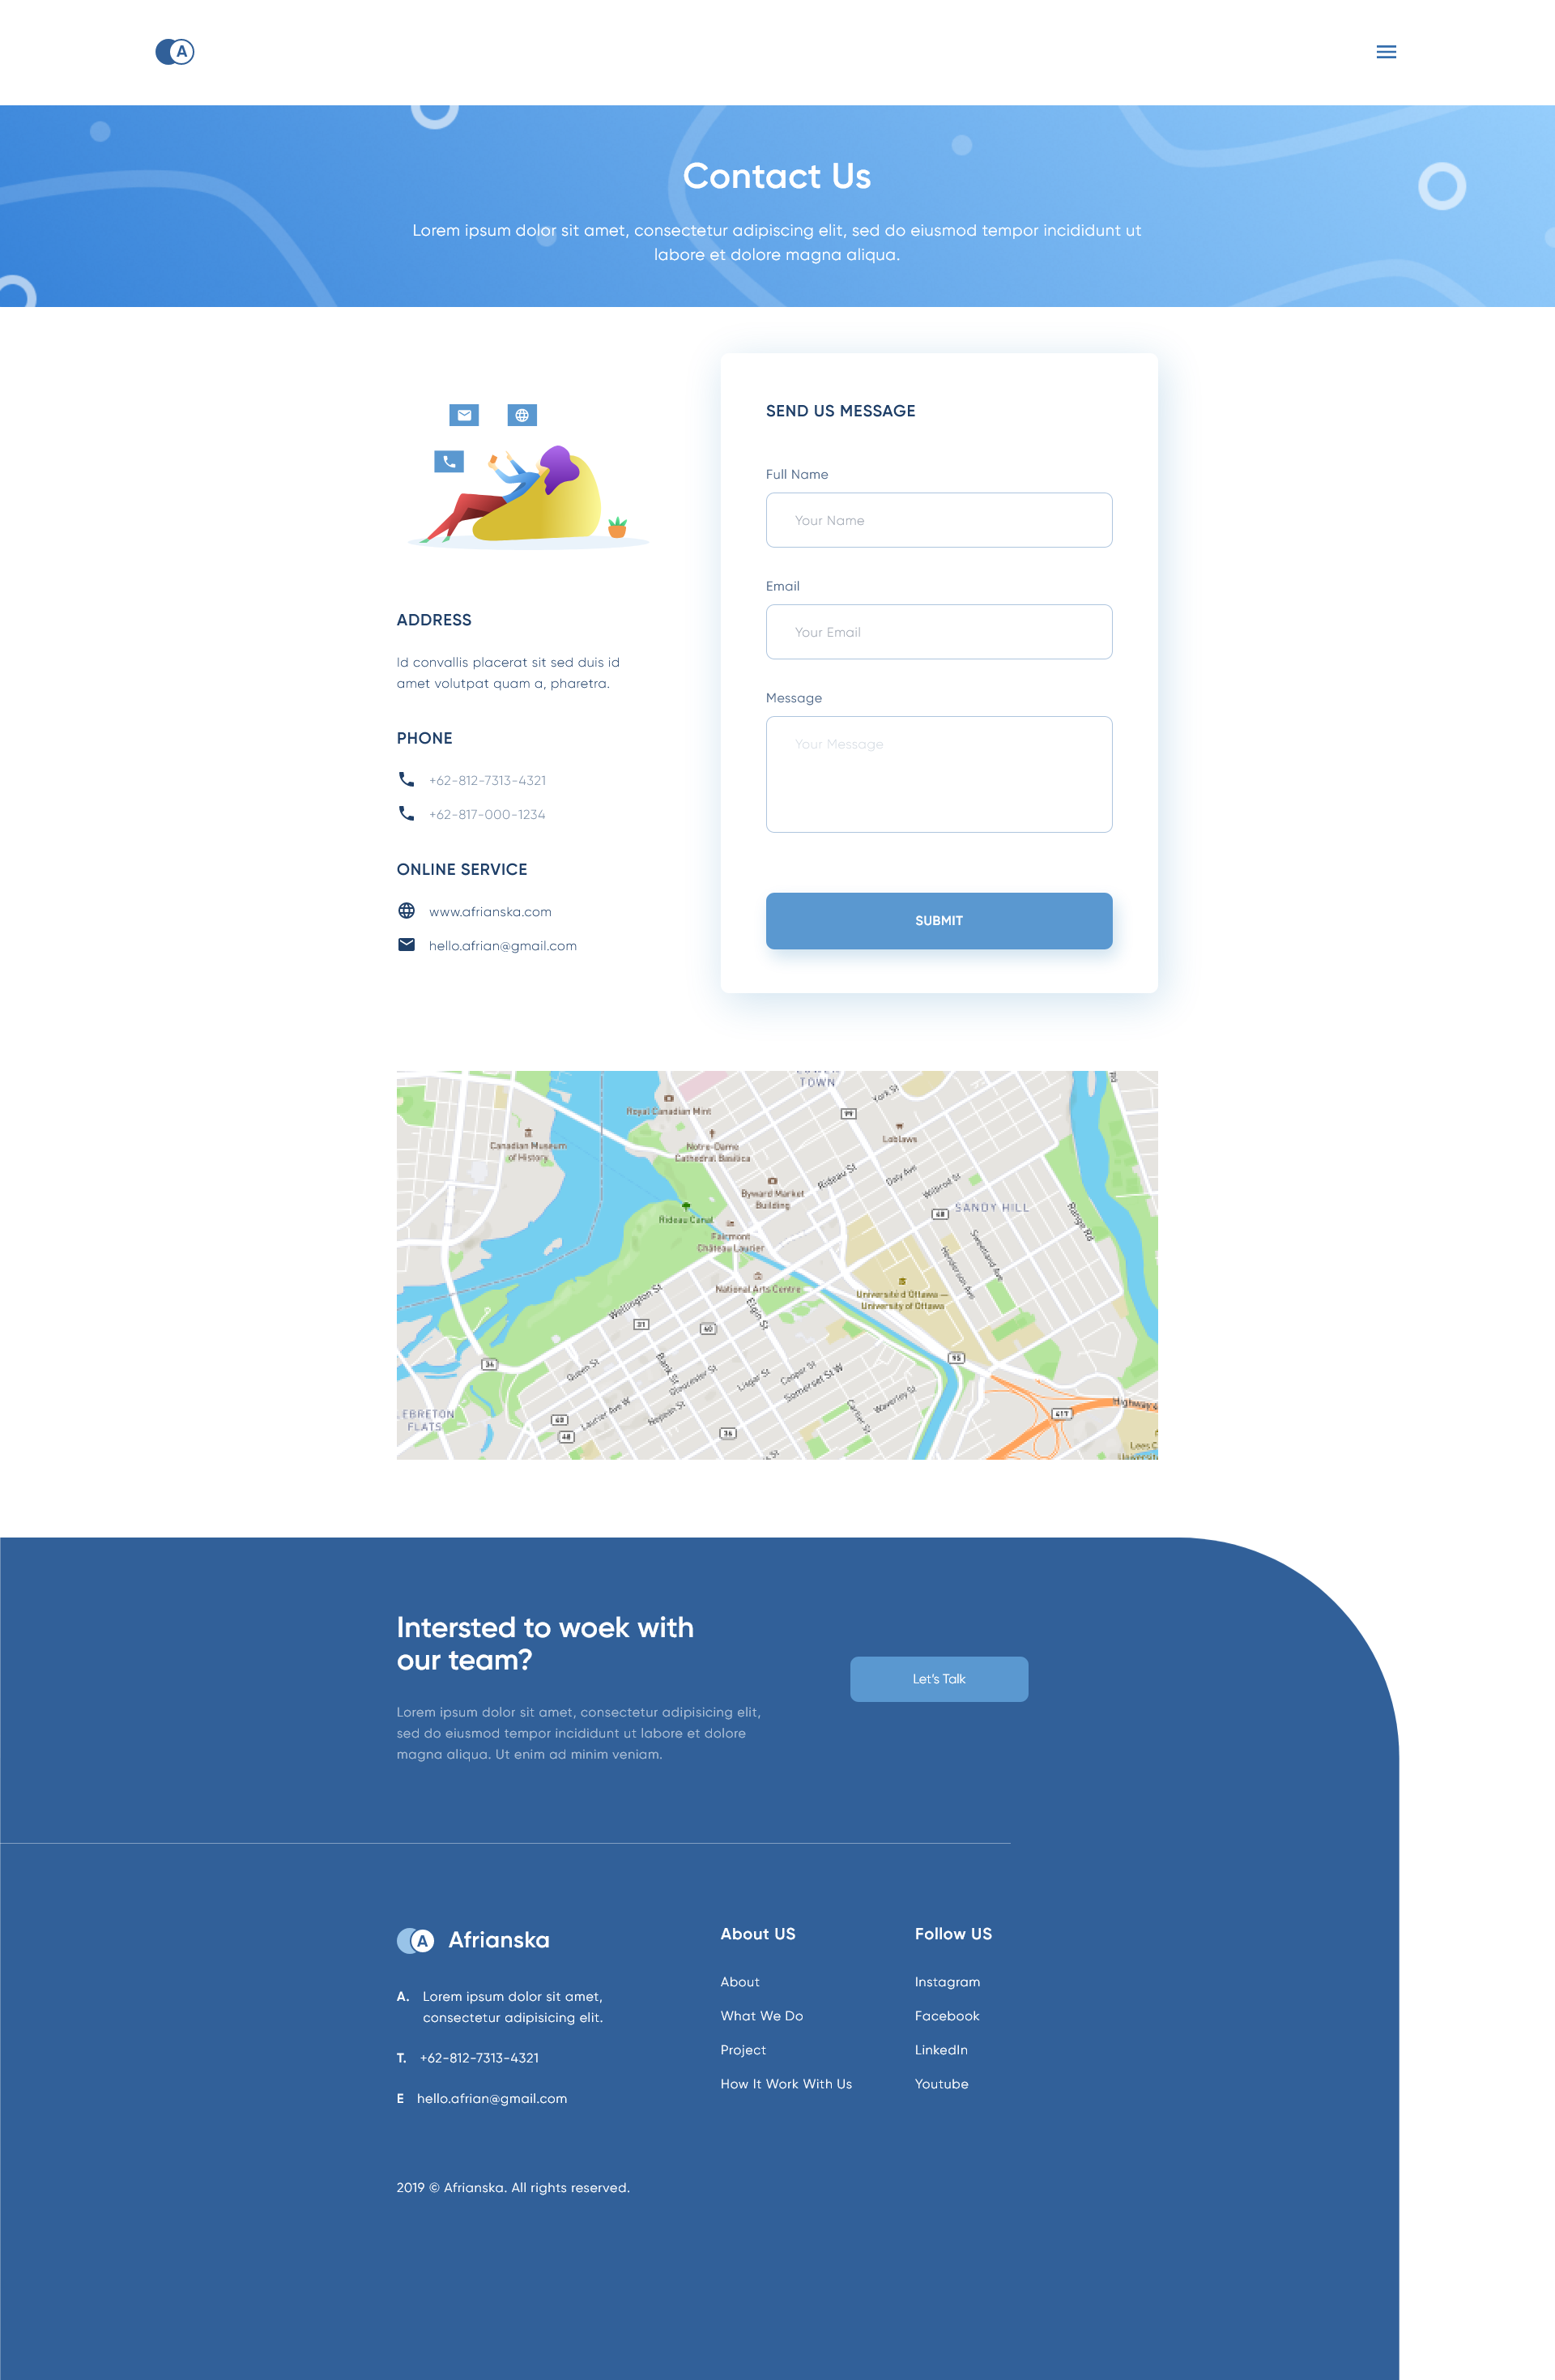 A
Contact Us
Lorem ipsum dolor sit amet, consectetur adipiscing elit, sed do eiusmod tempor incididunt ut
labore et dolore magna aliqua.
ADDRESS
Id convallis placerat sit sed duis id
amet volutpat quam a, pharetra.
PHONE
+62-812-7313-4321
+62-817-000-1234
ONLINE SERVICE
www.afrianska.com
hello.afrian@gmail.com
SEND US MESSAGE
Full Name
Your Name
Email
Your Email
Message
Your Message
SUBMIT
TOWN
York St
99
Royal Canadian Mint
Canadian Museum
of History
Notre-Dame
Cathedral Basilica
Loblaws
Rideau St
Daly Ave
Wilbrod St
Byward Market
Building
SANDY HILL
Range Rd
48
Rideau Canal
Fairmont
Château Laurier
Sweetland Ave
Henderson Ave
National Arts Centre
Université d'Ottawa —
University of Ottawa
Wellington St
Elgin St
31
60
34
95
Queen St
Bank St
Gloucester St
Lisgar St
Cooper St
Somerset St W
Waverley St
Cartier St
Laurier Ave W
Nepean St
36
417
Highway
Lees
Intersted to woek with
our team?
Lorem ipsum dolor sit amet, consectetur adipisicing elit,
sed do eiusmod tempor incididunt ut labore et dolore
magna aliqua. Ut enim ad minim veniam.
Let's Talk
A Afrianska
A. Lorem ipsum dolor sit amet,
consectetur adipisicing elit.
T. +62-812-7313-4321
E hello.afrian@gmail.com
About US
About
What We Do
Project
How It Work With Us
Follow US
Instagram
Facebook
LinkedIn
Youtube
2019 © Afrianska. All rights reserved.